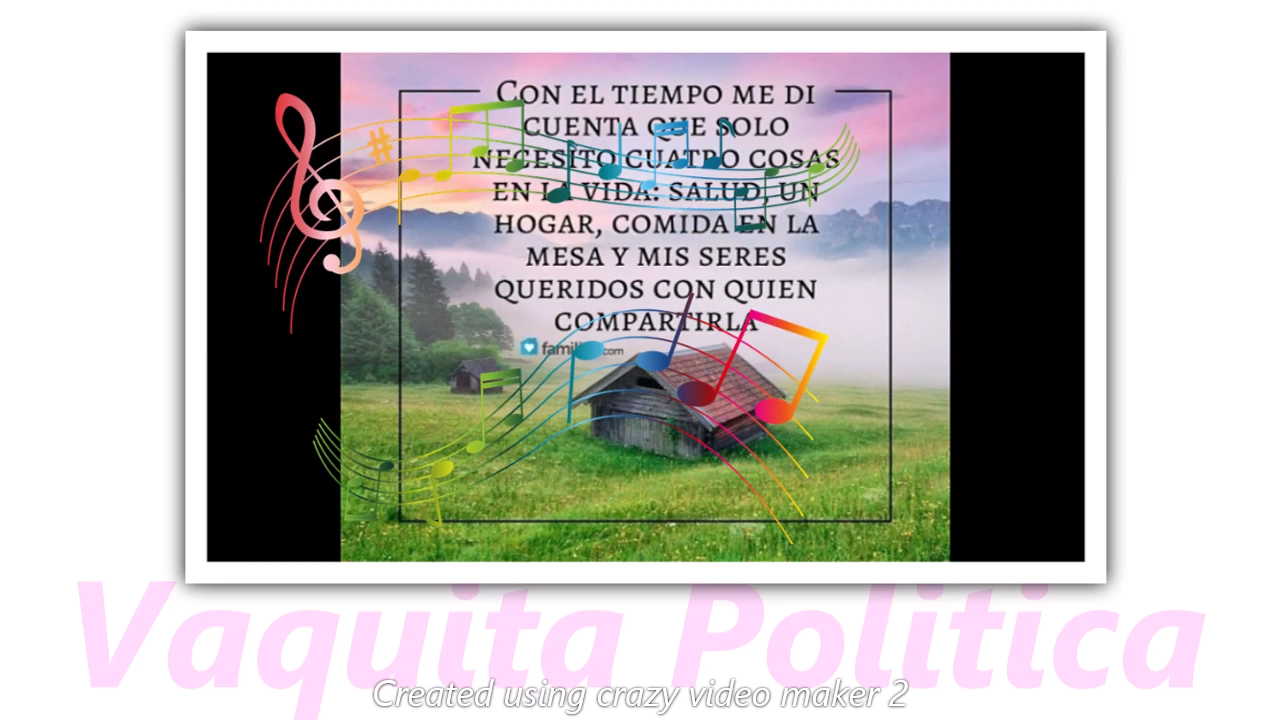 CON EL TIEMPO ME DI
CUENTA QUE SOLO
NECESITO CUATRO COSAS
EN LA VIDA: SALUD, UN
HOGAR, COMIDA EN LA
MESA Y MIS SERES
QUERIDOS CON QUIEN
COMPARTIRLA
Vaquita Politica
Created using crazy video maker 2